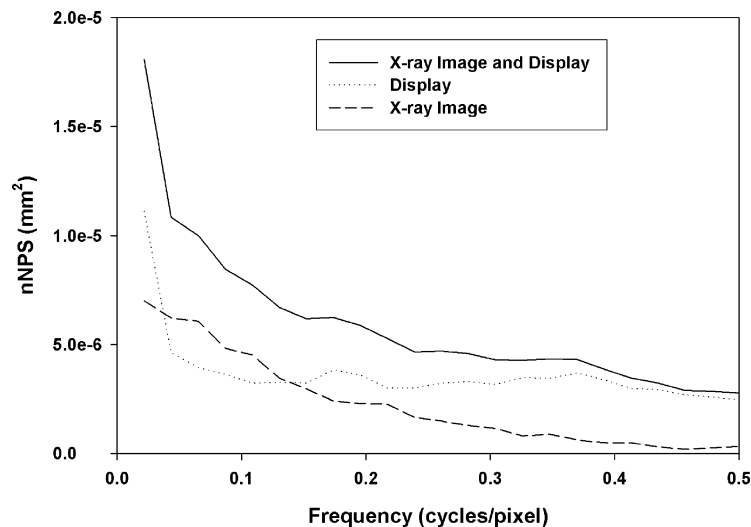 2.0e-5
X-ray Image and Display
Display
X-ray Image
1.5e-5
nNPS (mm²)
1.0e-5
5.0e-6
0.0
0.0 0.1 0.2 0.3 0.4 0.5
Frequency (cycles/pixel)